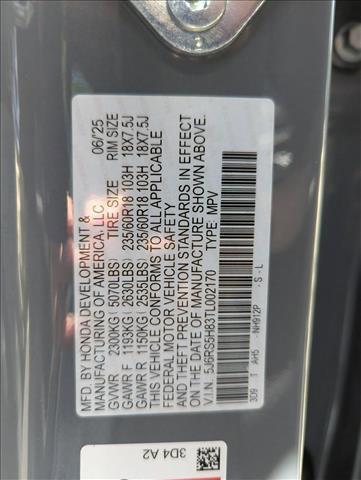 MFD. BY HONDA DEVELOPMENT & 06/25
MANUFACTURING OF AMERICA, LLC
TIRE SIZE RIM SIZE
GVWR 2300KG ( 5070LBS)
GAWR F 1193KG ( 2630LBS) 235/60R18 103H 18X7.5J
GAWR R 1150KG ( 2535LBS) 235/60R18 103H 18X7.5J
THIS VEHICLE CONFORMS TO ALL APPLICABLE
FEDERAL MOTOR VEHICLE SAFETY
AND THEFT PREVENTION STANDARDS IN EFFECT
ON THE DATE OF MANUFACTURE SHOWN ABOVE.
V.I.N. 5J6RS5H83TL002170 TYPE MPV
3D9 1 AH5 NH912P - S - L
3D4 A2